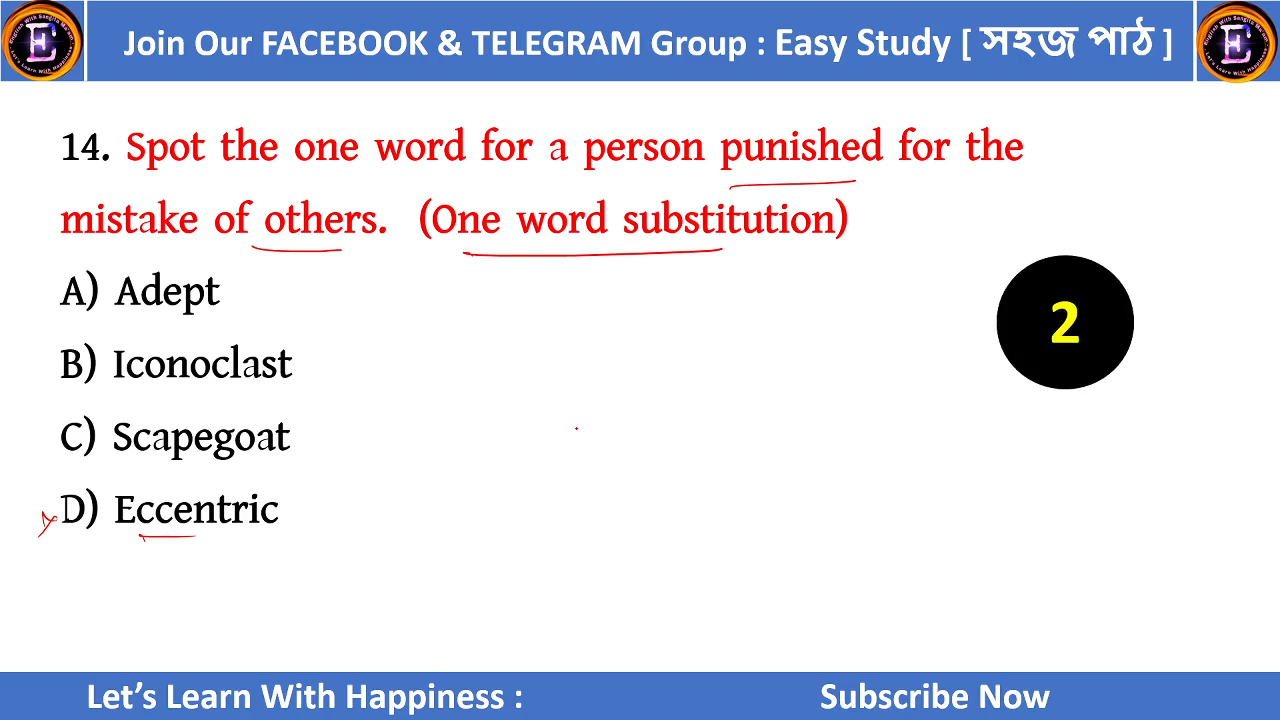 Join Our FACEBOOK & TELEGRAM Group : Easy Study [ সহজ পাঠ ]
14. Spot the one word for a person punished for the
mistake of others. (One word substitution)
A) Adept
B) Iconoclast
C) Scapegoat
D) Eccentric
2
Let's Learn With Happiness :
Subscribe Now